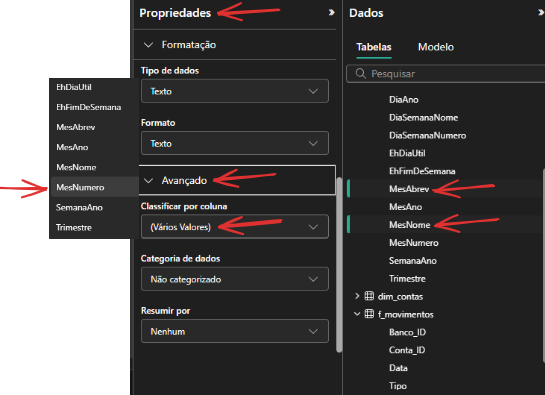 EhDiaUtil
EhFimDeSemana
MesAbrev
MesAno
MesNome
MesNumero
SemanaAno
Trimestre
Propriedades
Formatação
Tipo de dados
Texto
Formato
Texto
Avançado
Classificar por coluna
(Vários Valores)
Categoria de dados
Não categorizado
Resumir por
Nenhum
Dados
Tabelas Modelo
Pesquisar
DiaAno
DiaSemanaNome
DiaSemanaNumero
EhDiaUtil
EhFimDeSemana
MesAbrev
MesAno
MesNome
MesNumero
SemanaAno
Trimestre
dim_contas
f_movimentos
Banco_ID
Conta_ID
Data
Tipo